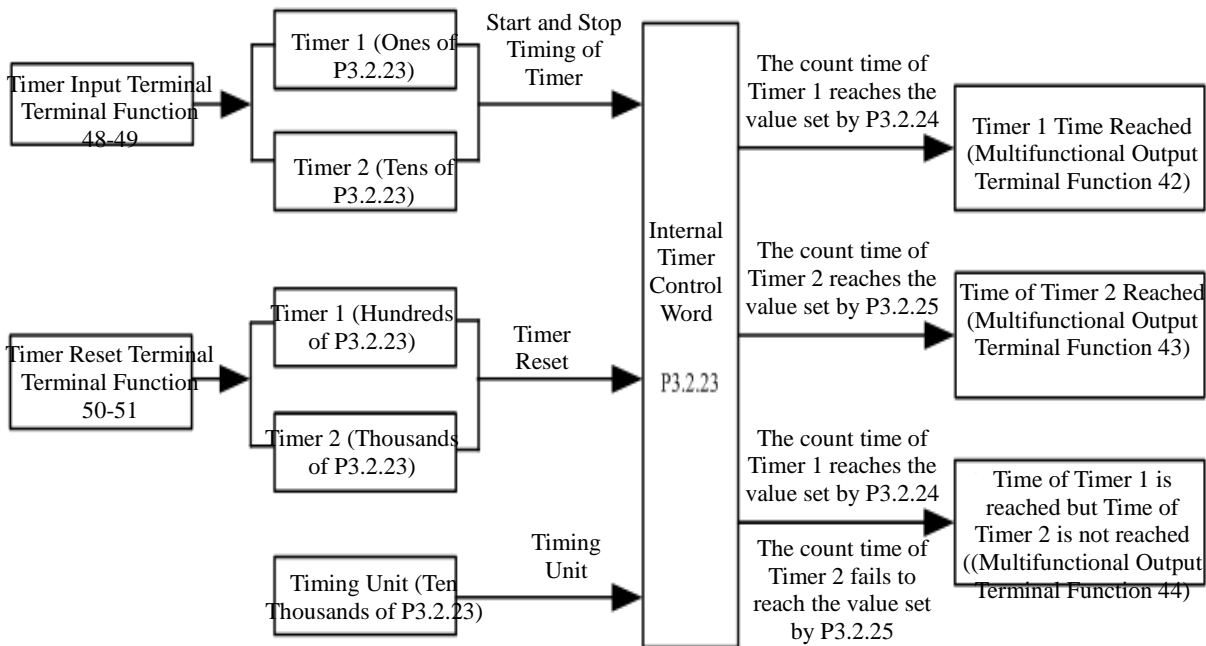 Timer Input Terminal
Terminal Function
48-49
Timer 1 (Ones of
P3.2.23)
Timer 2 (Tens of
P3.2.23)
Start and Stop
Timing of
Timer
Timer Reset Terminal
Terminal Function
50-51
Timer 1 (Hundreds
of P3.2.23)
Timer 2 (Thousands
of P3.2.23)
Timer
Reset
Timing Unit (Ten
Thousands of P3.2.23)
Timing
Unit
Internal
Timer
Control
Word
P3.2.23
The count time of
Timer 1 reaches the
value set by P3.2.24
Timer 1 Time Reached
(Multifunctional Output
Terminal Function 42)
The count time of
Timer 2 reaches the
value set by P3.2.25
Time of Timer 2 Reached
(Multifunctional Output
Terminal Function 43)
The count time of
Timer 1 reaches the
value set by P3.2.24
The count time of
Timer 2 fails to
reach the value set
by P3.2.25
Time of Timer 1 is
reached but Time of
Timer 2 is not reached
((Multifunctional Output
Terminal Function 44)